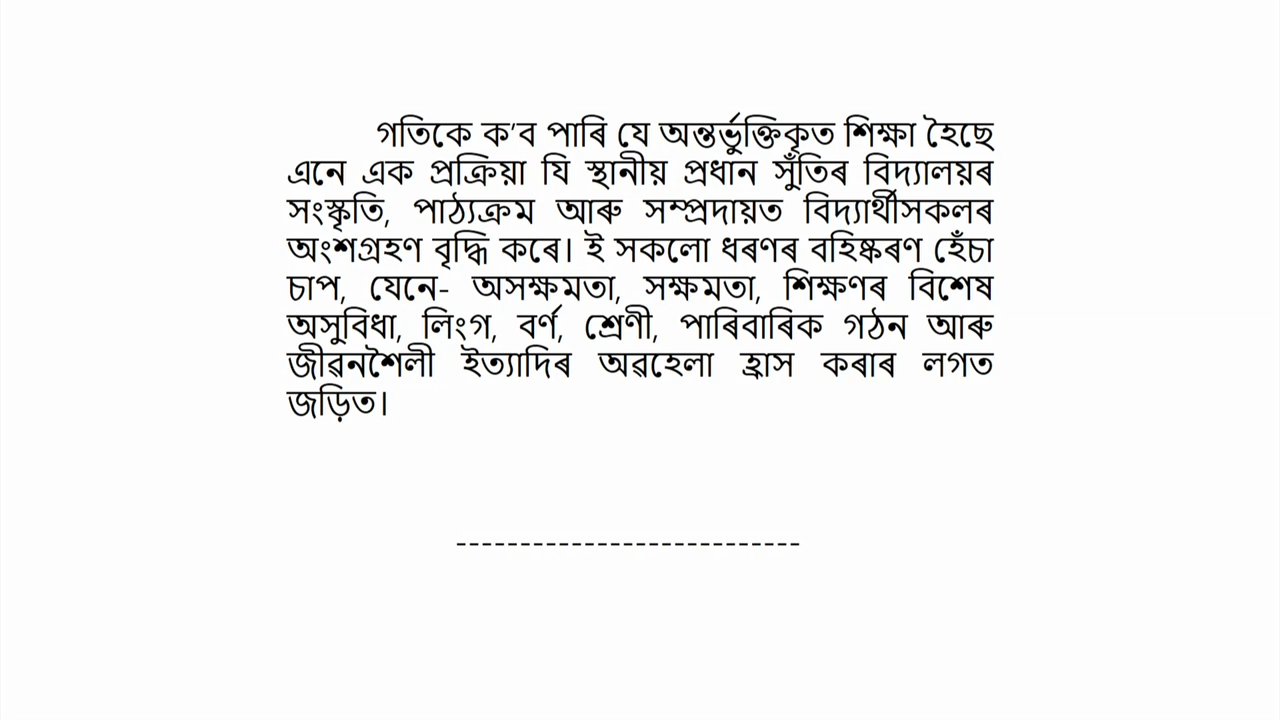 গতিকে ক’ব পাৰি যে অন্তৰ্ভুক্তিকৃত শিক্ষা হৈছে
এনে এক প্ৰক্ৰিয়া যি স্থানীয় প্ৰধান সুঁতিৰ বিদ্যালয়ৰ
সংস্কৃতি, পাঠ্যক্ৰম আৰু সম্প্ৰদায়ত বিদ্যাৰ্থীসকলৰ
অংশগ্ৰহণ বৃদ্ধি কৰে। ই সকলো ধৰণৰ বহিষ্কৰণ হেঁচা
চাপ, যেনে- অসক্ষমতা, সক্ষমতা, শিক্ষণৰ বিশেষ
অসুবিধা, লিংগ, বৰ্ণ, শ্ৰেণী, পাৰিবাৰিক গঠন আৰু
জীৱনশৈলী ইত্যাদিৰ অৱহেলা হ্ৰাস কৰাৰ লগত
জড়িত।
---------------------------